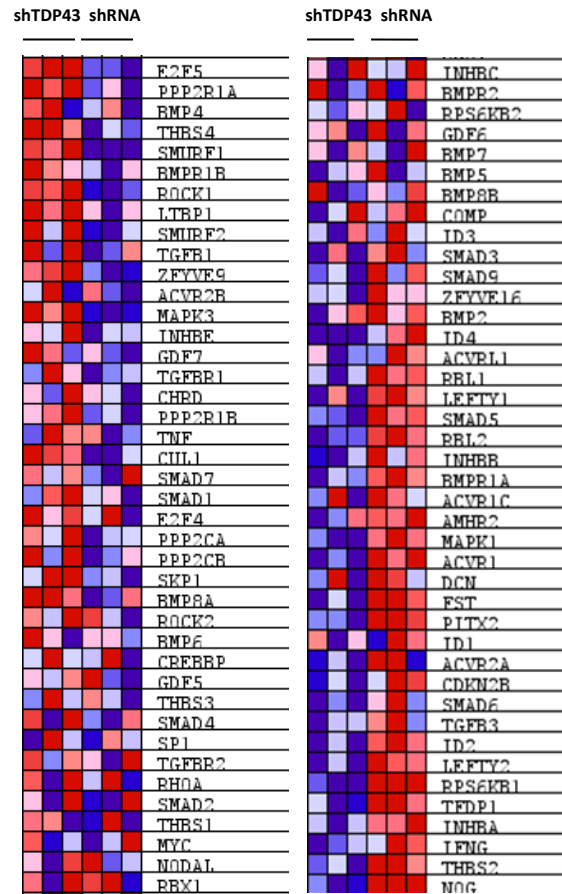 shTDP43 shRNA
E2F5
PPP2R1A
BMP4
THBS4
SMURF1
BMPR1B
ROCK1
LTBP1
SMURF2
TGFB1
ZFYVE9
ACVR2B
MAPK3
INHBE
GDF7
TGFBR1
CHRD
PPP2R1B
TNF
CUL1
SMAD7
SMAD1
E2F4
PPP2CA
PPP2CB
SKP1
BMP8A
ROCK2
BMP6
CREBBP
GDF5
THBS3
SMAD4
SP1
TGFBR2
RHOA
SMAD2
THBS1
MYC
NODAL
RBX1
shTDP43 shRNA
INHBC
BMPR2
RPS6KB2
GDF6
BMP7
BMP5
BMP8B
COMP
ID3
SMAD3
SMAD9
ZFYVE16
BMP2
ID4
ACVRL1
RBL1
LEFTY1
SMAD5
RBL2
INHBB
BMPR1A
ACVR1C
AMHR2
MAPK1
ACVR1
DCN
FST
PITX2
ID1
ACVR2A
CDKN2B
SMAD6
TGFB3
ID2
LEFTY2
RPS6KB1
TFDP1
INHBA
IFNG
THBS2
NOG